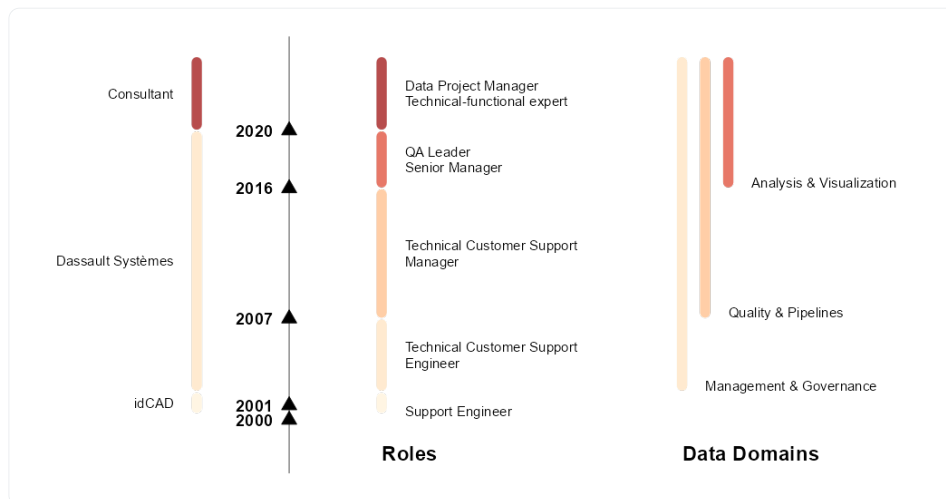 Consultant
Dassault Systèmes
idCAD
2020
2016
2007
2001
2000
Data Project Manager
Technical-functional expert
QA Leader
Senior Manager
Technical Customer Support
Manager
Technical Customer Support
Engineer
Support Engineer
Roles
Analysis & Visualization
Quality & Pipelines
Management & Governance
Data Domains